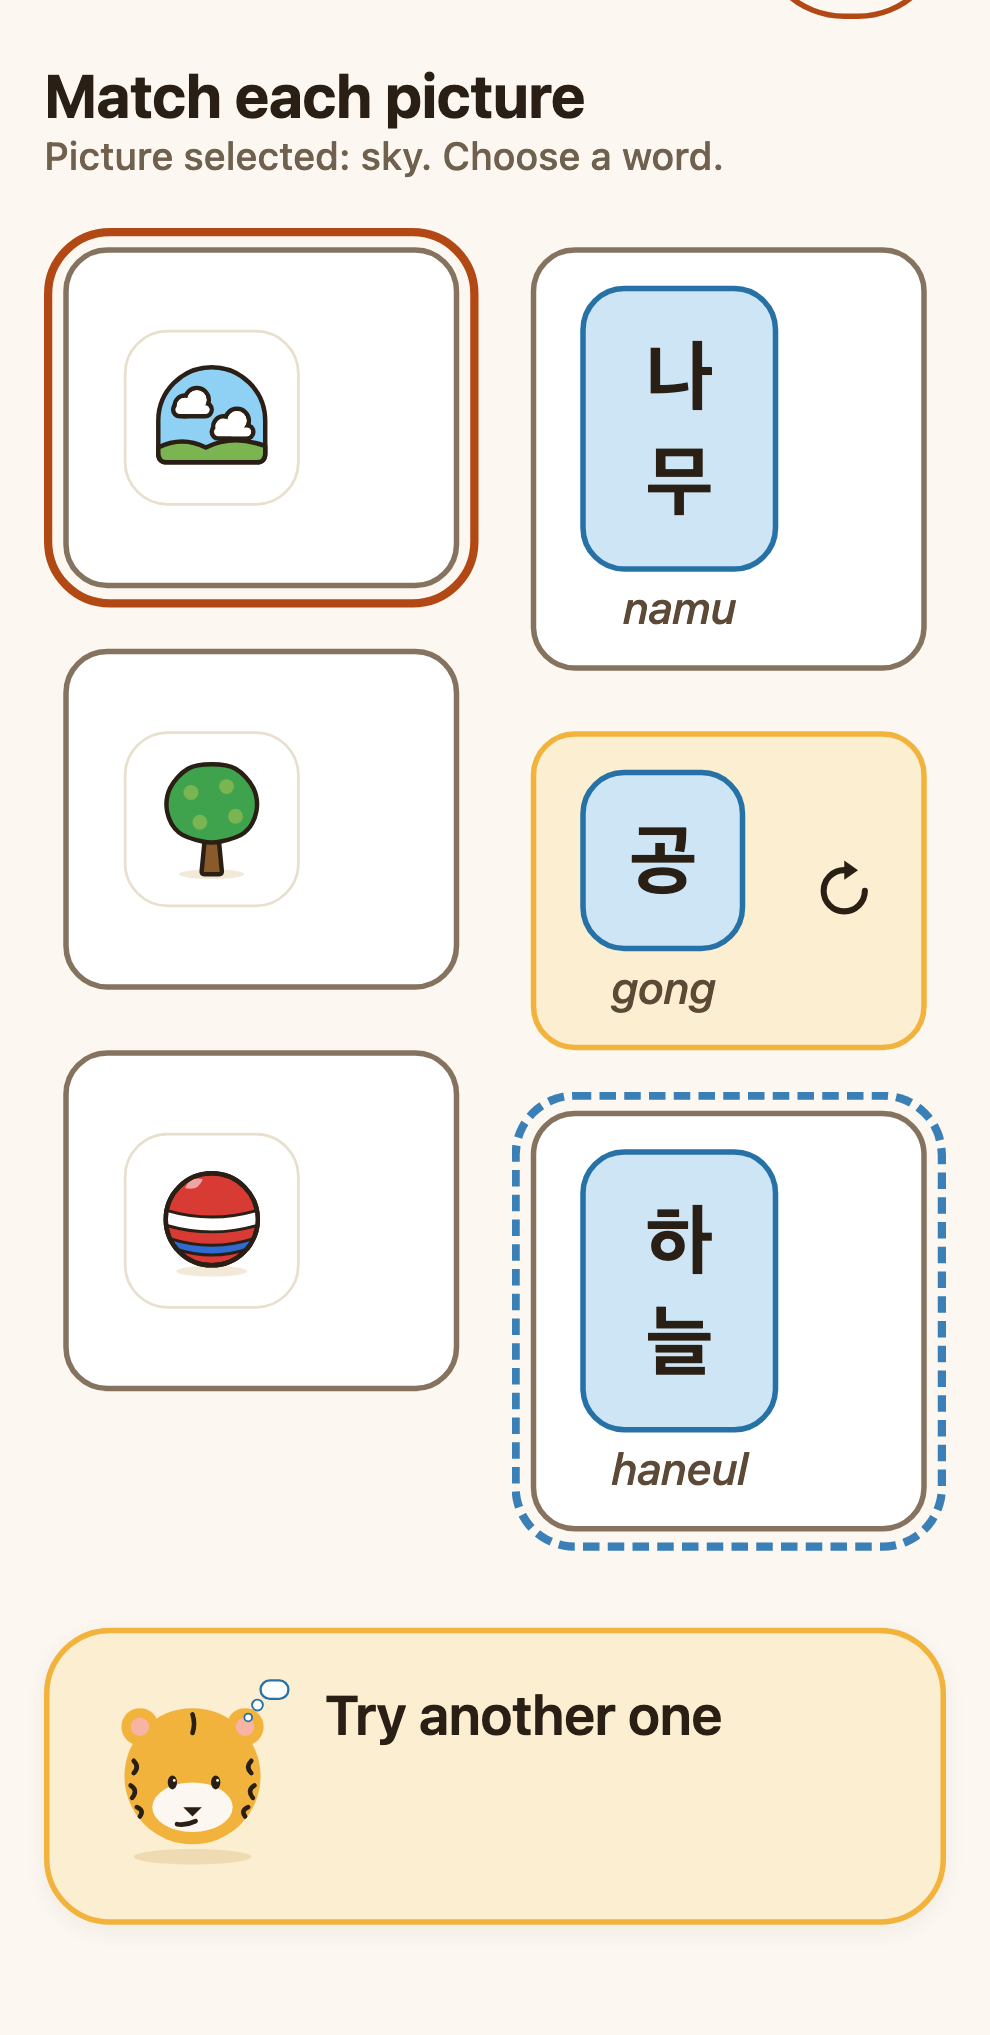 Match each picture
Picture selected: sky. Choose a word.
나
무
namu
공
gong
하
늘
haneul
Try another one